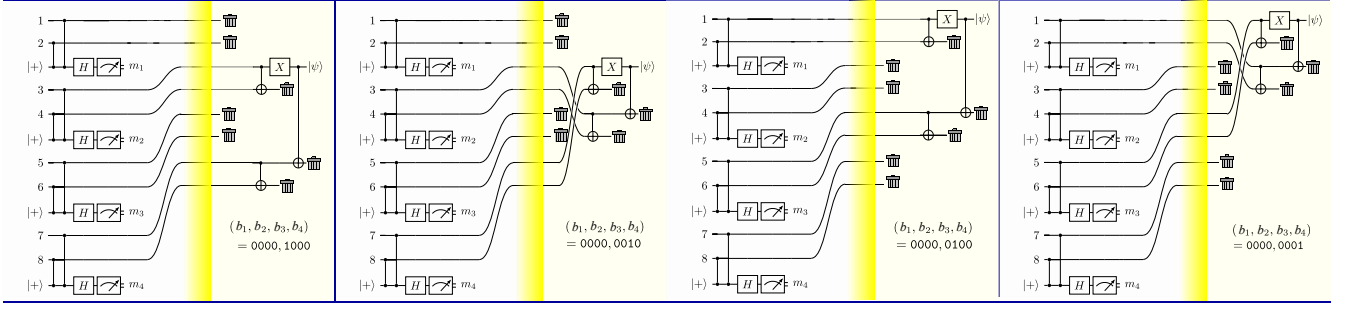 1
2
|+⟩ H m₁ X |ψ⟩
3
4
|+⟩ H m₂
5
6
|+⟩ H m₃
(b₁, b₂, b₃, b₄)
7
= 0000, 1000
8
|+⟩ H m₄
1
2
|+⟩ H m₁ X |ψ⟩
3
4
|+⟩ H m₂
5
6
|+⟩ H m₃
(b₁, b₂, b₃, b₄)
7
= 0000, 0010
8
|+⟩ H m₄
1 X |ψ⟩
2
|+⟩ H m₁
3
4
|+⟩ H m₂
5
6
|+⟩ H m₃
(b₁, b₂, b₃, b₄)
7
= 0000, 0100
8
|+⟩ H m₄
1 X |ψ⟩
2
|+⟩ H m₁
3
4
|+⟩ H m₂
5
6
|+⟩ H m₃
(b₁, b₂, b₃, b₄)
7
= 0000, 0001
8
|+⟩ H m₄